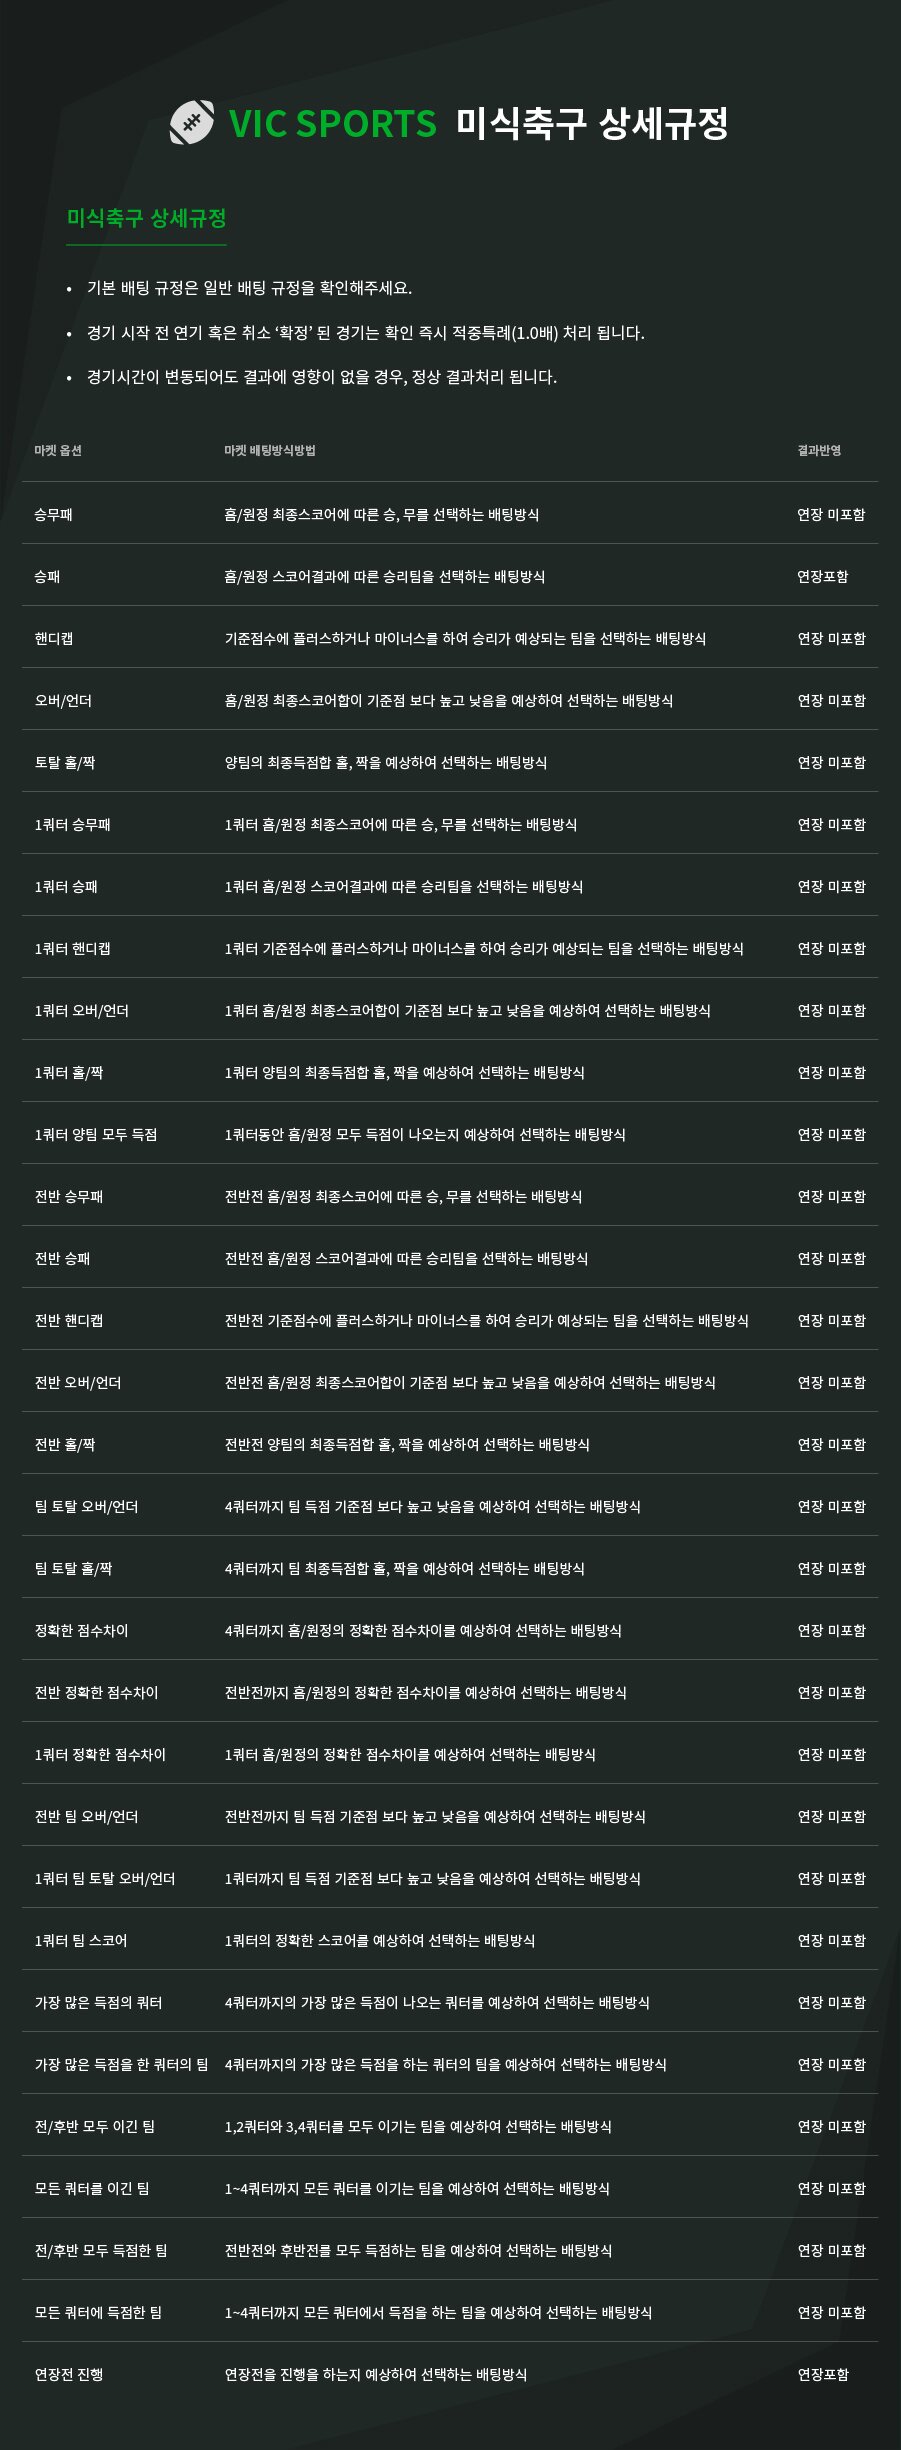 VIC SPORTS 미식축구 상세규정
미식축구 상세규정
• 기본 배팅 규정은 일반 배팅 규정을 확인해주세요.
• 경기 시작 전 연기 혹은 취소 ‘확정’ 된 경기는 확인 즉시 적중특례(1.0배) 처리 됩니다.
• 경기시간이 변동되어도 결과에 영향이 없을 경우, 정상 결과처리 됩니다.
마켓 옵션 마켓 배팅방식방법 결과반영
승무패 홈/원정 최종스코어에 따른 승, 무를 선택하는 배팅방식 연장 미포함
승패 홈/원정 스코어결과에 따른 승리팀을 선택하는 배팅방식 연장포함
핸디캡 기준점수에 플러스하거나 마이너스를 하여 승리가 예상되는 팀을 선택하는 배팅방식 연장 미포함
오버/언더 홈/원정 최종스코어합이 기준점 보다 높고 낮음을 예상하여 선택하는 배팅방식 연장 미포함
토탈 홀/짝 양팀의 최종득점합 홀, 짝을 예상하여 선택하는 배팅방식 연장 미포함
1쿼터 승무패 1쿼터 홈/원정 최종스코어에 따른 승, 무를 선택하는 배팅방식 연장 미포함
1쿼터 승패 1쿼터 홈/원정 스코어결과에 따른 승리팀을 선택하는 배팅방식 연장 미포함
1쿼터 핸디캡 1쿼터 기준점수에 플러스하거나 마이너스를 하여 승리가 예상되는 팀을 선택하는 배팅방식 연장 미포함
1쿼터 오버/언더 1쿼터 홈/원정 최종스코어합이 기준점 보다 높고 낮음을 예상하여 선택하는 배팅방식 연장 미포함
1쿼터 홀/짝 1쿼터 양팀의 최종득점합 홀, 짝을 예상하여 선택하는 배팅방식 연장 미포함
1쿼터 양팀 모두 득점 1쿼터동안 홈/원정 모두 득점이 나오는지 예상하여 선택하는 배팅방식 연장 미포함
전반 승무패 전반전 홈/원정 최종스코어에 따른 승, 무를 선택하는 배팅방식 연장 미포함
전반 승패 전반전 홈/원정 스코어결과에 따른 승리팀을 선택하는 배팅방식 연장 미포함
전반 핸디캡 전반전 기준점수에 플러스하거나 마이너스를 하여 승리가 예상되는 팀을 선택하는 배팅방식 연장 미포함
전반 오버/언더 전반전 홈/원정 최종스코어합이 기준점 보다 높고 낮음을 예상하여 선택하는 배팅방식 연장 미포함
전반 홀/짝 전반전 양팀의 최종득점합 홀, 짝을 예상하여 선택하는 배팅방식 연장 미포함
팀 토탈 오버/언더 4쿼터까지 팀 득점 기준점 보다 높고 낮음을 예상하여 선택하는 배팅방식 연장 미포함
팀 토탈 홀/짝 4쿼터까지 팀 최종득점합 홀, 짝을 예상하여 선택하는 배팅방식 연장 미포함
정확한 점수차이 4쿼터까지 홈/원정의 정확한 점수차이를 예상하여 선택하는 배팅방식 연장 미포함
전반 정확한 점수차이 전반전까지 홈/원정의 정확한 점수차이를 예상하여 선택하는 배팅방식 연장 미포함
1쿼터 정확한 점수차이 1쿼터 홈/원정의 정확한 점수차이를 예상하여 선택하는 배팅방식 연장 미포함
전반 팀 오버/언더 전반전까지 팀 득점 기준점 보다 높고 낮음을 예상하여 선택하는 배팅방식 연장 미포함
1쿼터 팀 토탈 오버/언더 1쿼터까지 팀 득점 기준점 보다 높고 낮음을 예상하여 선택하는 배팅방식 연장 미포함
1쿼터 팀 스코어 1쿼터의 정확한 스코어를 예상하여 선택하는 배팅방식 연장 미포함
가장 많은 득점의 쿼터 4쿼터까지의 가장 많은 득점이 나오는 쿼터를 예상하여 선택하는 배팅방식 연장 미포함
가장 많은 득점을 한 쿼터의 팀 4쿼터까지의 가장 많은 득점을 하는 쿼터의 팀을 예상하여 선택하는 배팅방식 연장 미포함
전/후반 모두 이긴 팀 1,2쿼터와 3,4쿼터를 모두 이기는 팀을 예상하여 선택하는 배팅방식 연장 미포함
모든 쿼터를 이긴 팀 1~4쿼터까지 모든 쿼터를 이기는 팀을 예상하여 선택하는 배팅방식 연장 미포함
전/후반 모두 득점한 팀 전반전와 후반전를 모두 득점하는 팀을 예상하여 선택하는 배팅방식 연장 미포함
모든 쿼터에 득점한 팀 1~4쿼터까지 모든 쿼터에서 득점을 하는 팀을 예상하여 선택하는 배팅방식 연장 미포함
연장전 진행 연장전을 진행을 하는지 예상하여 선택하는 배팅방식 연장포함